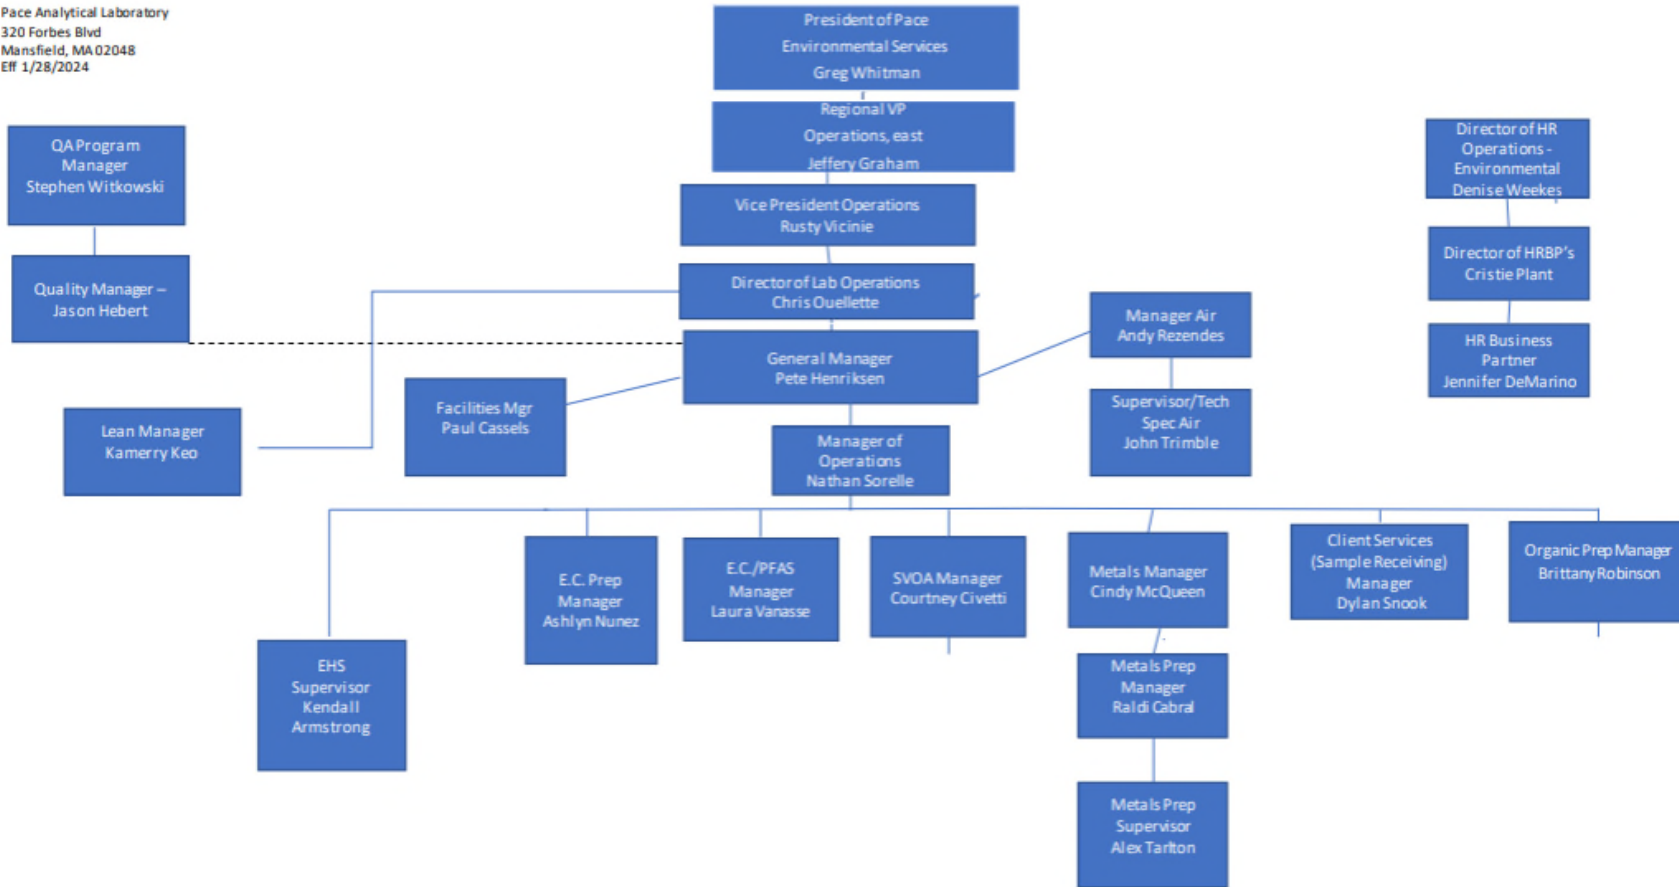 Pace Analytical Laboratory
320 Forbes Blvd
Mansfield, MA 02048
Eff 1/28/2024
President of Pace
Environmental Services
Greg Whitman
Regional VP
Operations, east
Jeffery Graham
QA Program
Manager
Stephen Witkowski
Director of HR
Operations -
Environmental
Denise Weekes
Vice President Operations
Rusty Vicinie
Quality Manager –
Jason Hebert
Director of HRBP's
Cristie Plant
Director of Lab Operations
Chris Ouellette
Manager Air
Andy Rezendes
General Manager
Pete Henriksen
HR Business
Partner
Jennifer DeMarino
Facilities Mgr
Paul Cassels
Supervisor/Tech
Spec Air
John Trimble
Lean Manager
Kamerry Keo
Manager of
Operations
Nathan Sorelle
E.C. Prep
Manager
Ashlyn Nunez
E.C./PFAS
Manager
Laura Vanasse
SVOA Manager
Courtney Civetti
Metals Manager
Cindy McQueen
Client Services
(Sample Receiving)
Manager
Dylan Snook
Organic Prep Manager
Brittany Robinson
EHS
Supervisor
Kendall
Armstrong
Metals Prep
Manager
Raldi Cabral
Metals Prep
Supervisor
Alex Tarlton